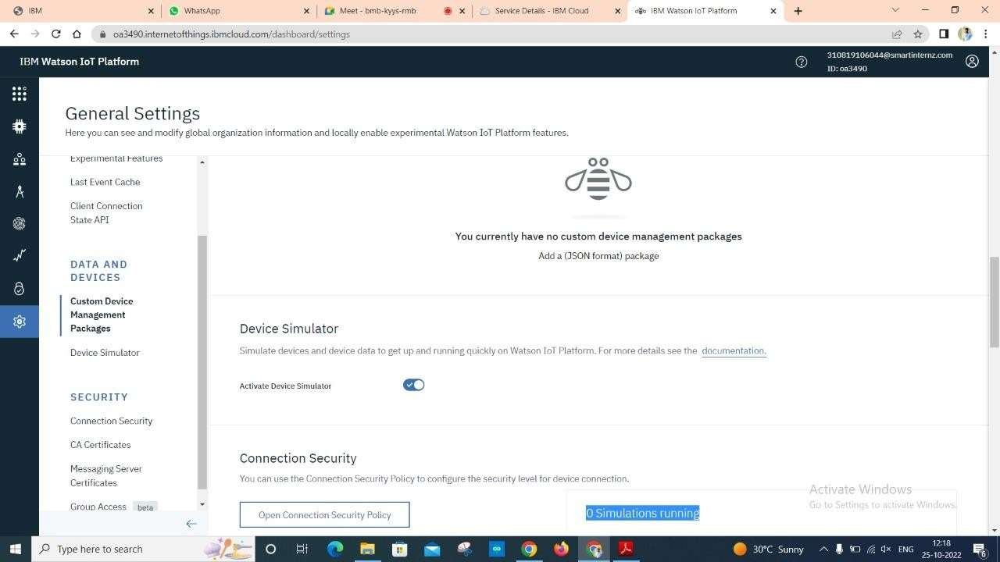 IBM
WhatsApp
Meet - bmb-kyys-rmb
Service Details - IBM Cloud
IBM Watson IoT Platform
oa3490.internetofthings.ibmcloud.com/dashboard/settings
IBM Watson IoT Platform
310819106044@smartinternz.com
ID: oa3490
General Settings
Here you can see and modify global organization information and locally enable experimental Watson IoT Platform features.
Experimental Features
Last Event Cache
Client Connection
State API
DATA AND
DEVICES
Custom Device
Management
Packages
Device Simulator
SECURITY
Connection Security
CA Certificates
Messaging Server
Certificates
Group Access beta
You currently have no custom device management packages
Add a (JSON format) package
Device Simulator
Simulate devices and device data to get up and running quickly on Watson IoT Platform. For more details see the documentation.
Activate Device Simulator
Connection Security
You can use the Connection Security Policy to configure the security level for device connection.
Open Connection Security Policy
0 Simulations running
Activate Windows
Go to Settings to activate Windows.
Type here to search
30°C Sunny
ENG
12:18
25-10-2022
6